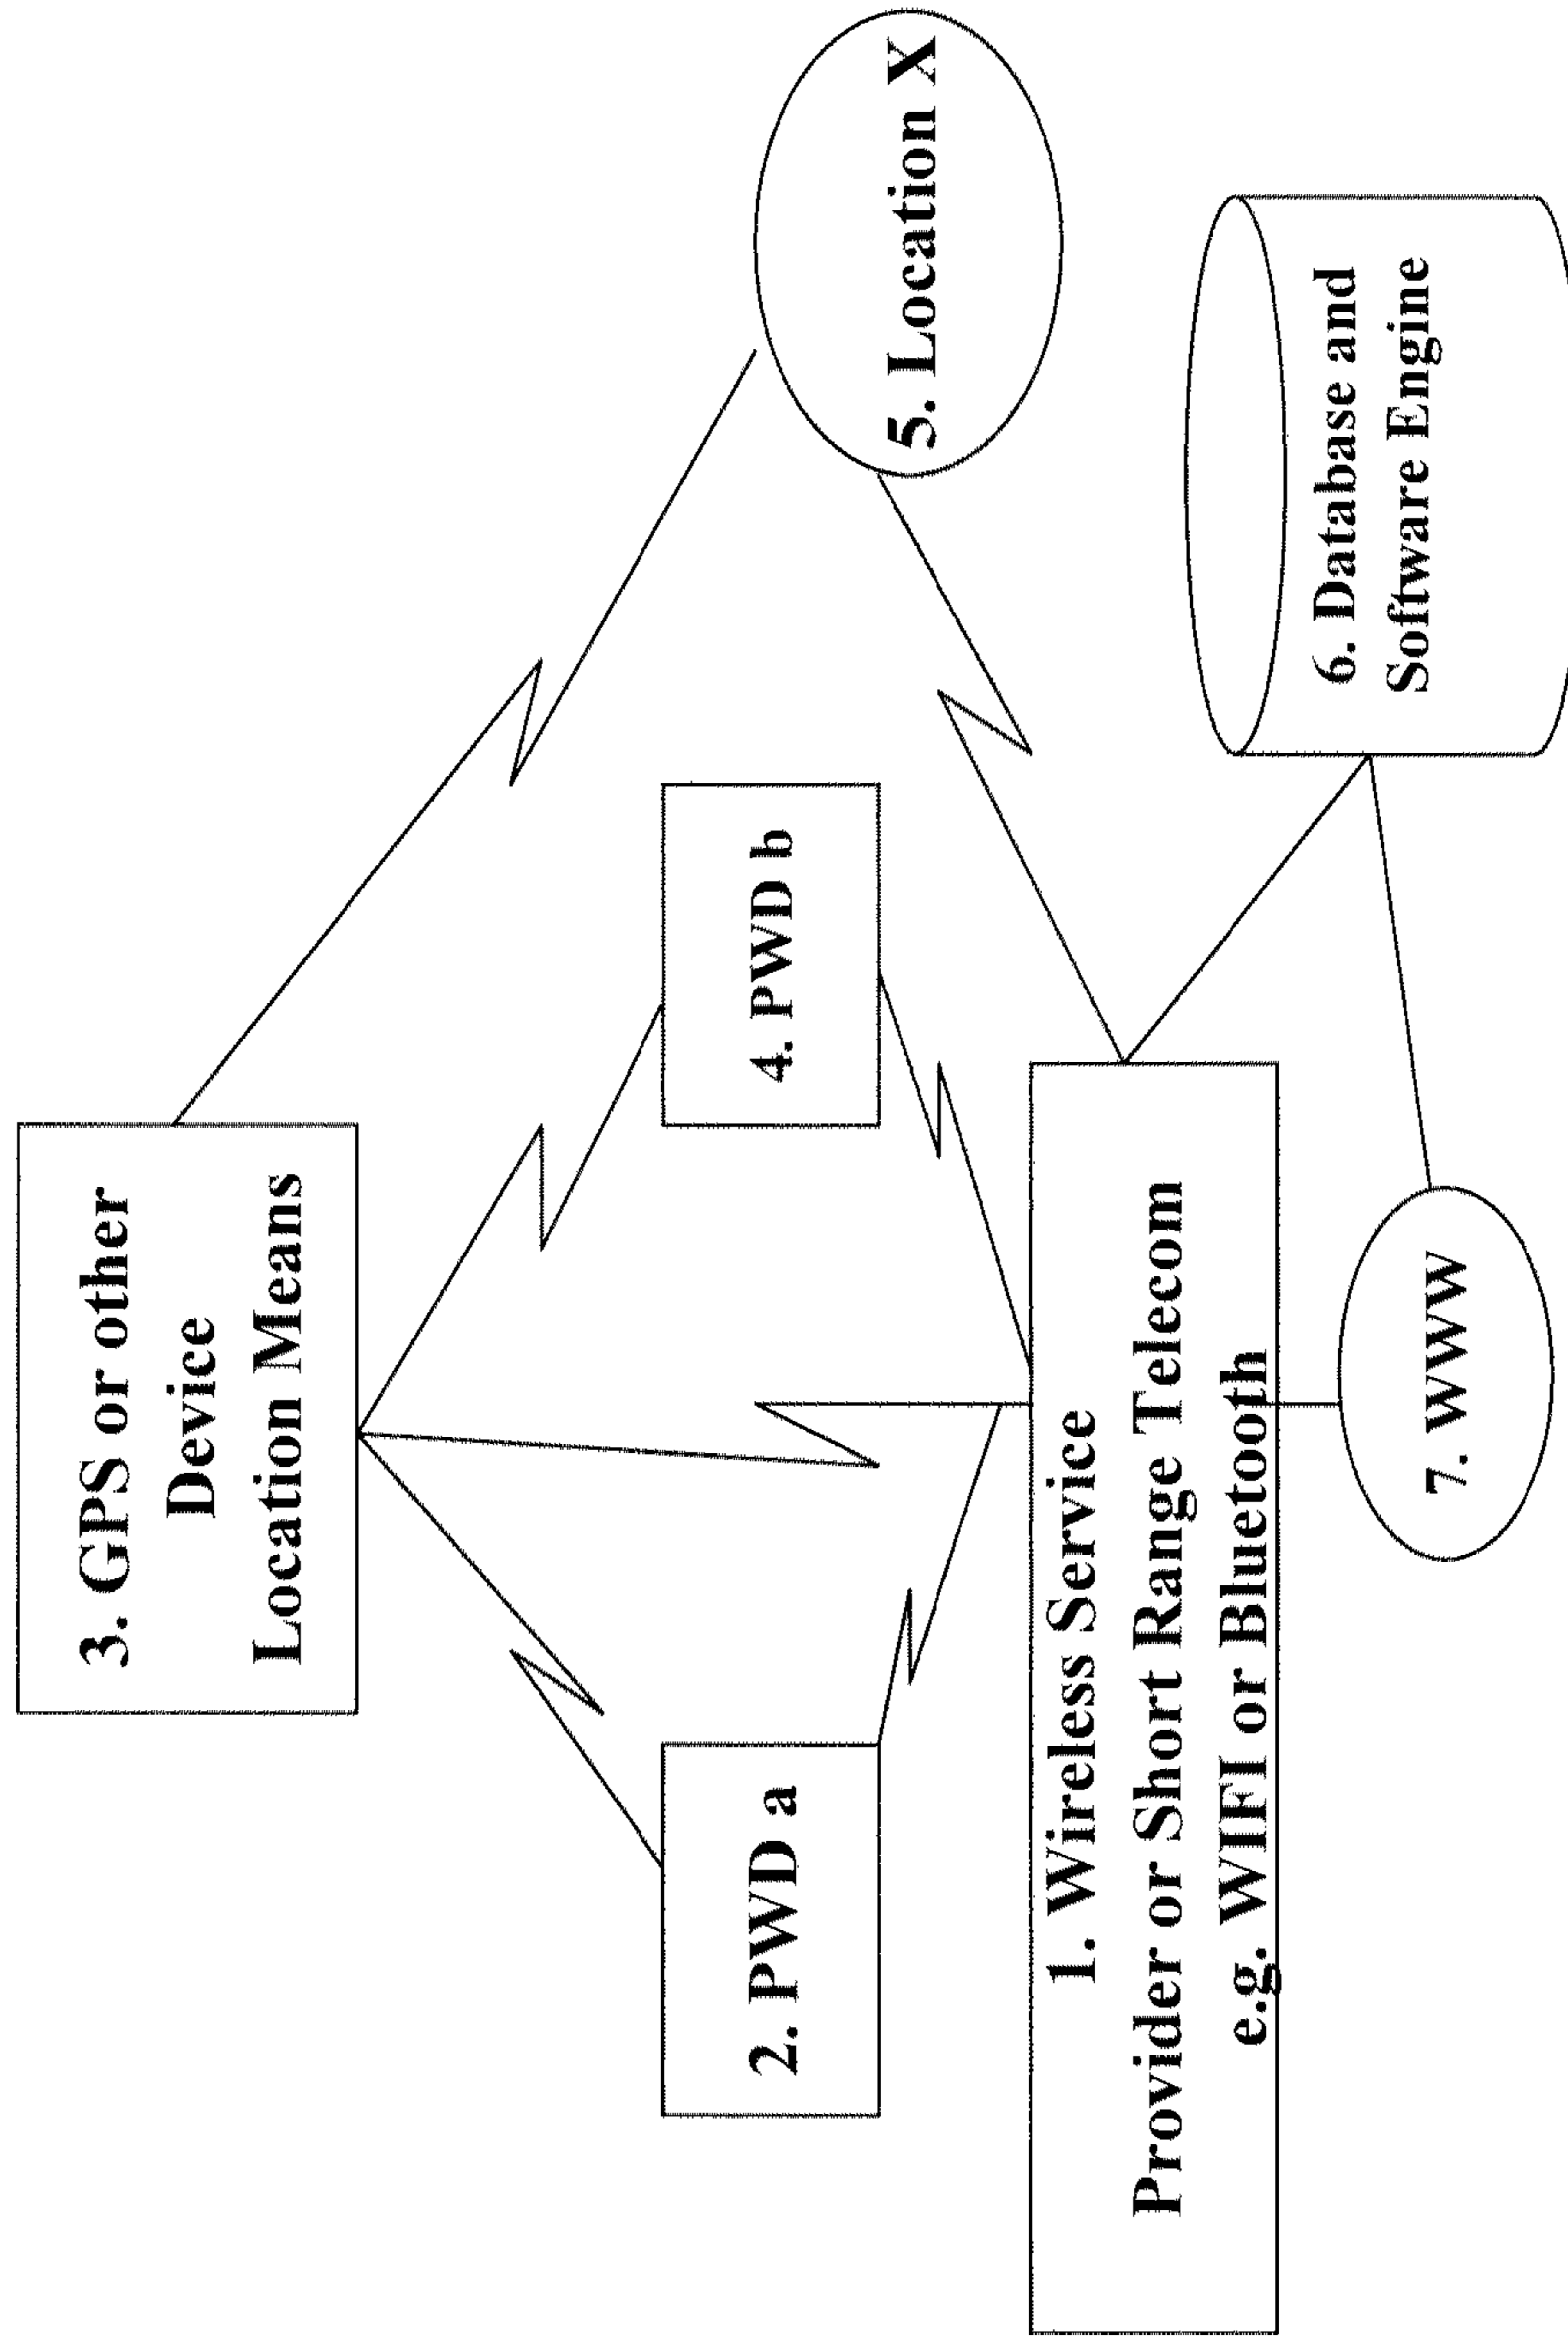 3. GPS or other
Device
Location Means
2. PWD a
4. PWD b
5. Location X
1. Wireless Service
Provider or Short Range Telecom
e.g. WIFI or Bluetooth
6. Database and
Software Engine
7. WWW